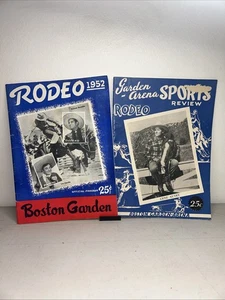 RODEO
1952
OFFICIAL PROGRAM
25¢
Boston Garden
Garden
-Arena
SPORTS
REVIEW
RODEO
25¢
BOSTON GARDEN-ARENA